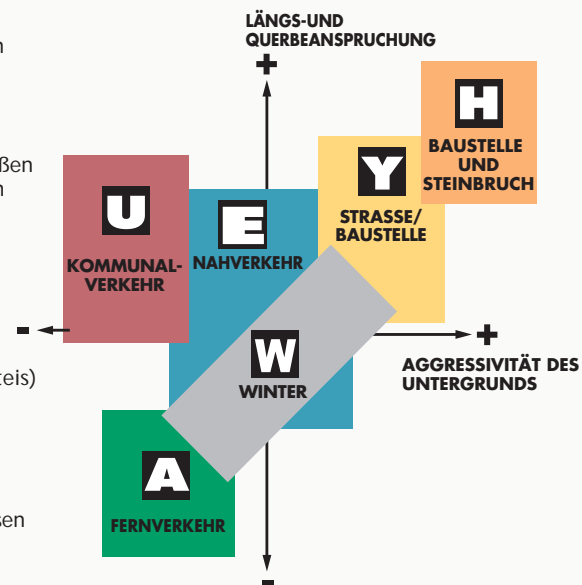 LÄNGS-UND
QUERBEANSPRUCHUNG
+
H
BAUSTELLE
UND
STEINBRUCH
Y
STRASSE/
BAUSTELLE
U
KOMMUNAL-
VERKEHR
E
NAHVERKEHR
-
+
AGGRESSIVITÄT DES
UNTERGRUNDS
W
WINTER
A
FERNVERKEHR
-